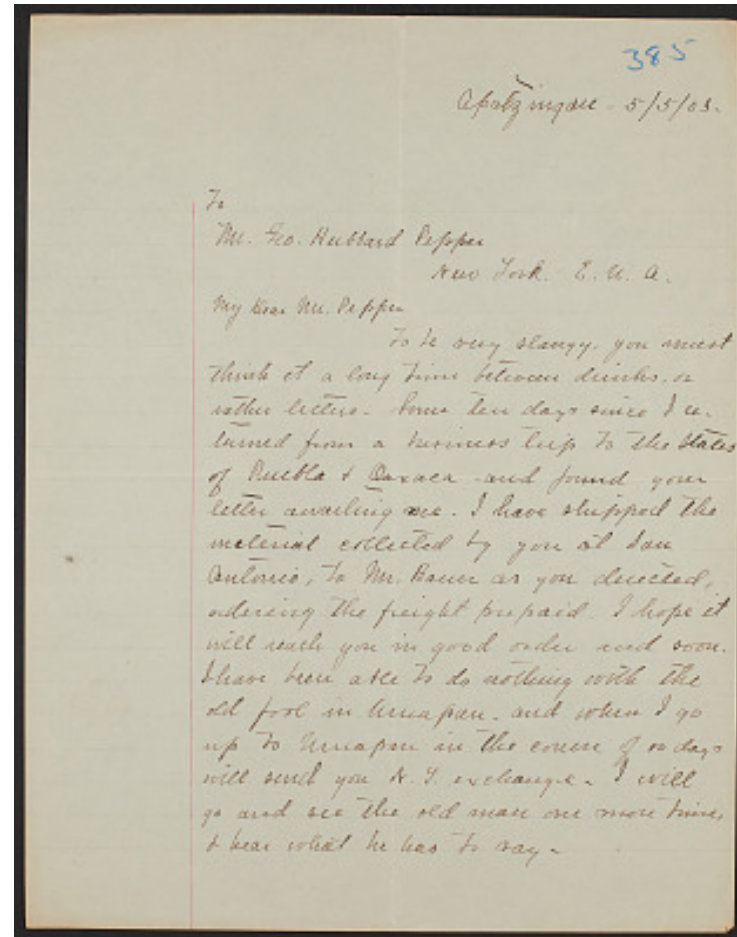 385
Apatzingan - 5/5/03.
To
Mr. Geo. Hubbard Pepper
New York. E. U. A.
My Dear Mr. Pepper
To be very slangy, you must
think it a long time between drinks, or
rather letters. Some ten days since I re-
turned from a business trip to the States
of Puebla & Oaxaca and found your
letter awaiting me. I have shipped the
material collected by you at San
Antonio, to Mr. Bauer as you directed,
ordering the freight prepaid. I hope it
will reach you in good order and soon.
I have been able to do nothing with the
old fool in Uruapan - and when I go
up to Uruapan in the course of days
will send you N. Y. exchange. I will
go and see the old man one more time,
& hear what he has to say -